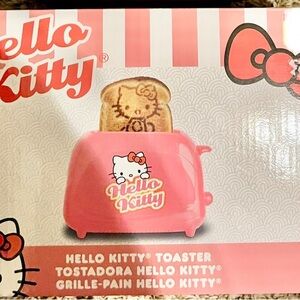 Hello
Kitty®
Hello
Kitty
HELLO KITTY® TOASTER
TOSTADORA HELLO KITTY®
GRILLE-PAIN HELLO KITTY®